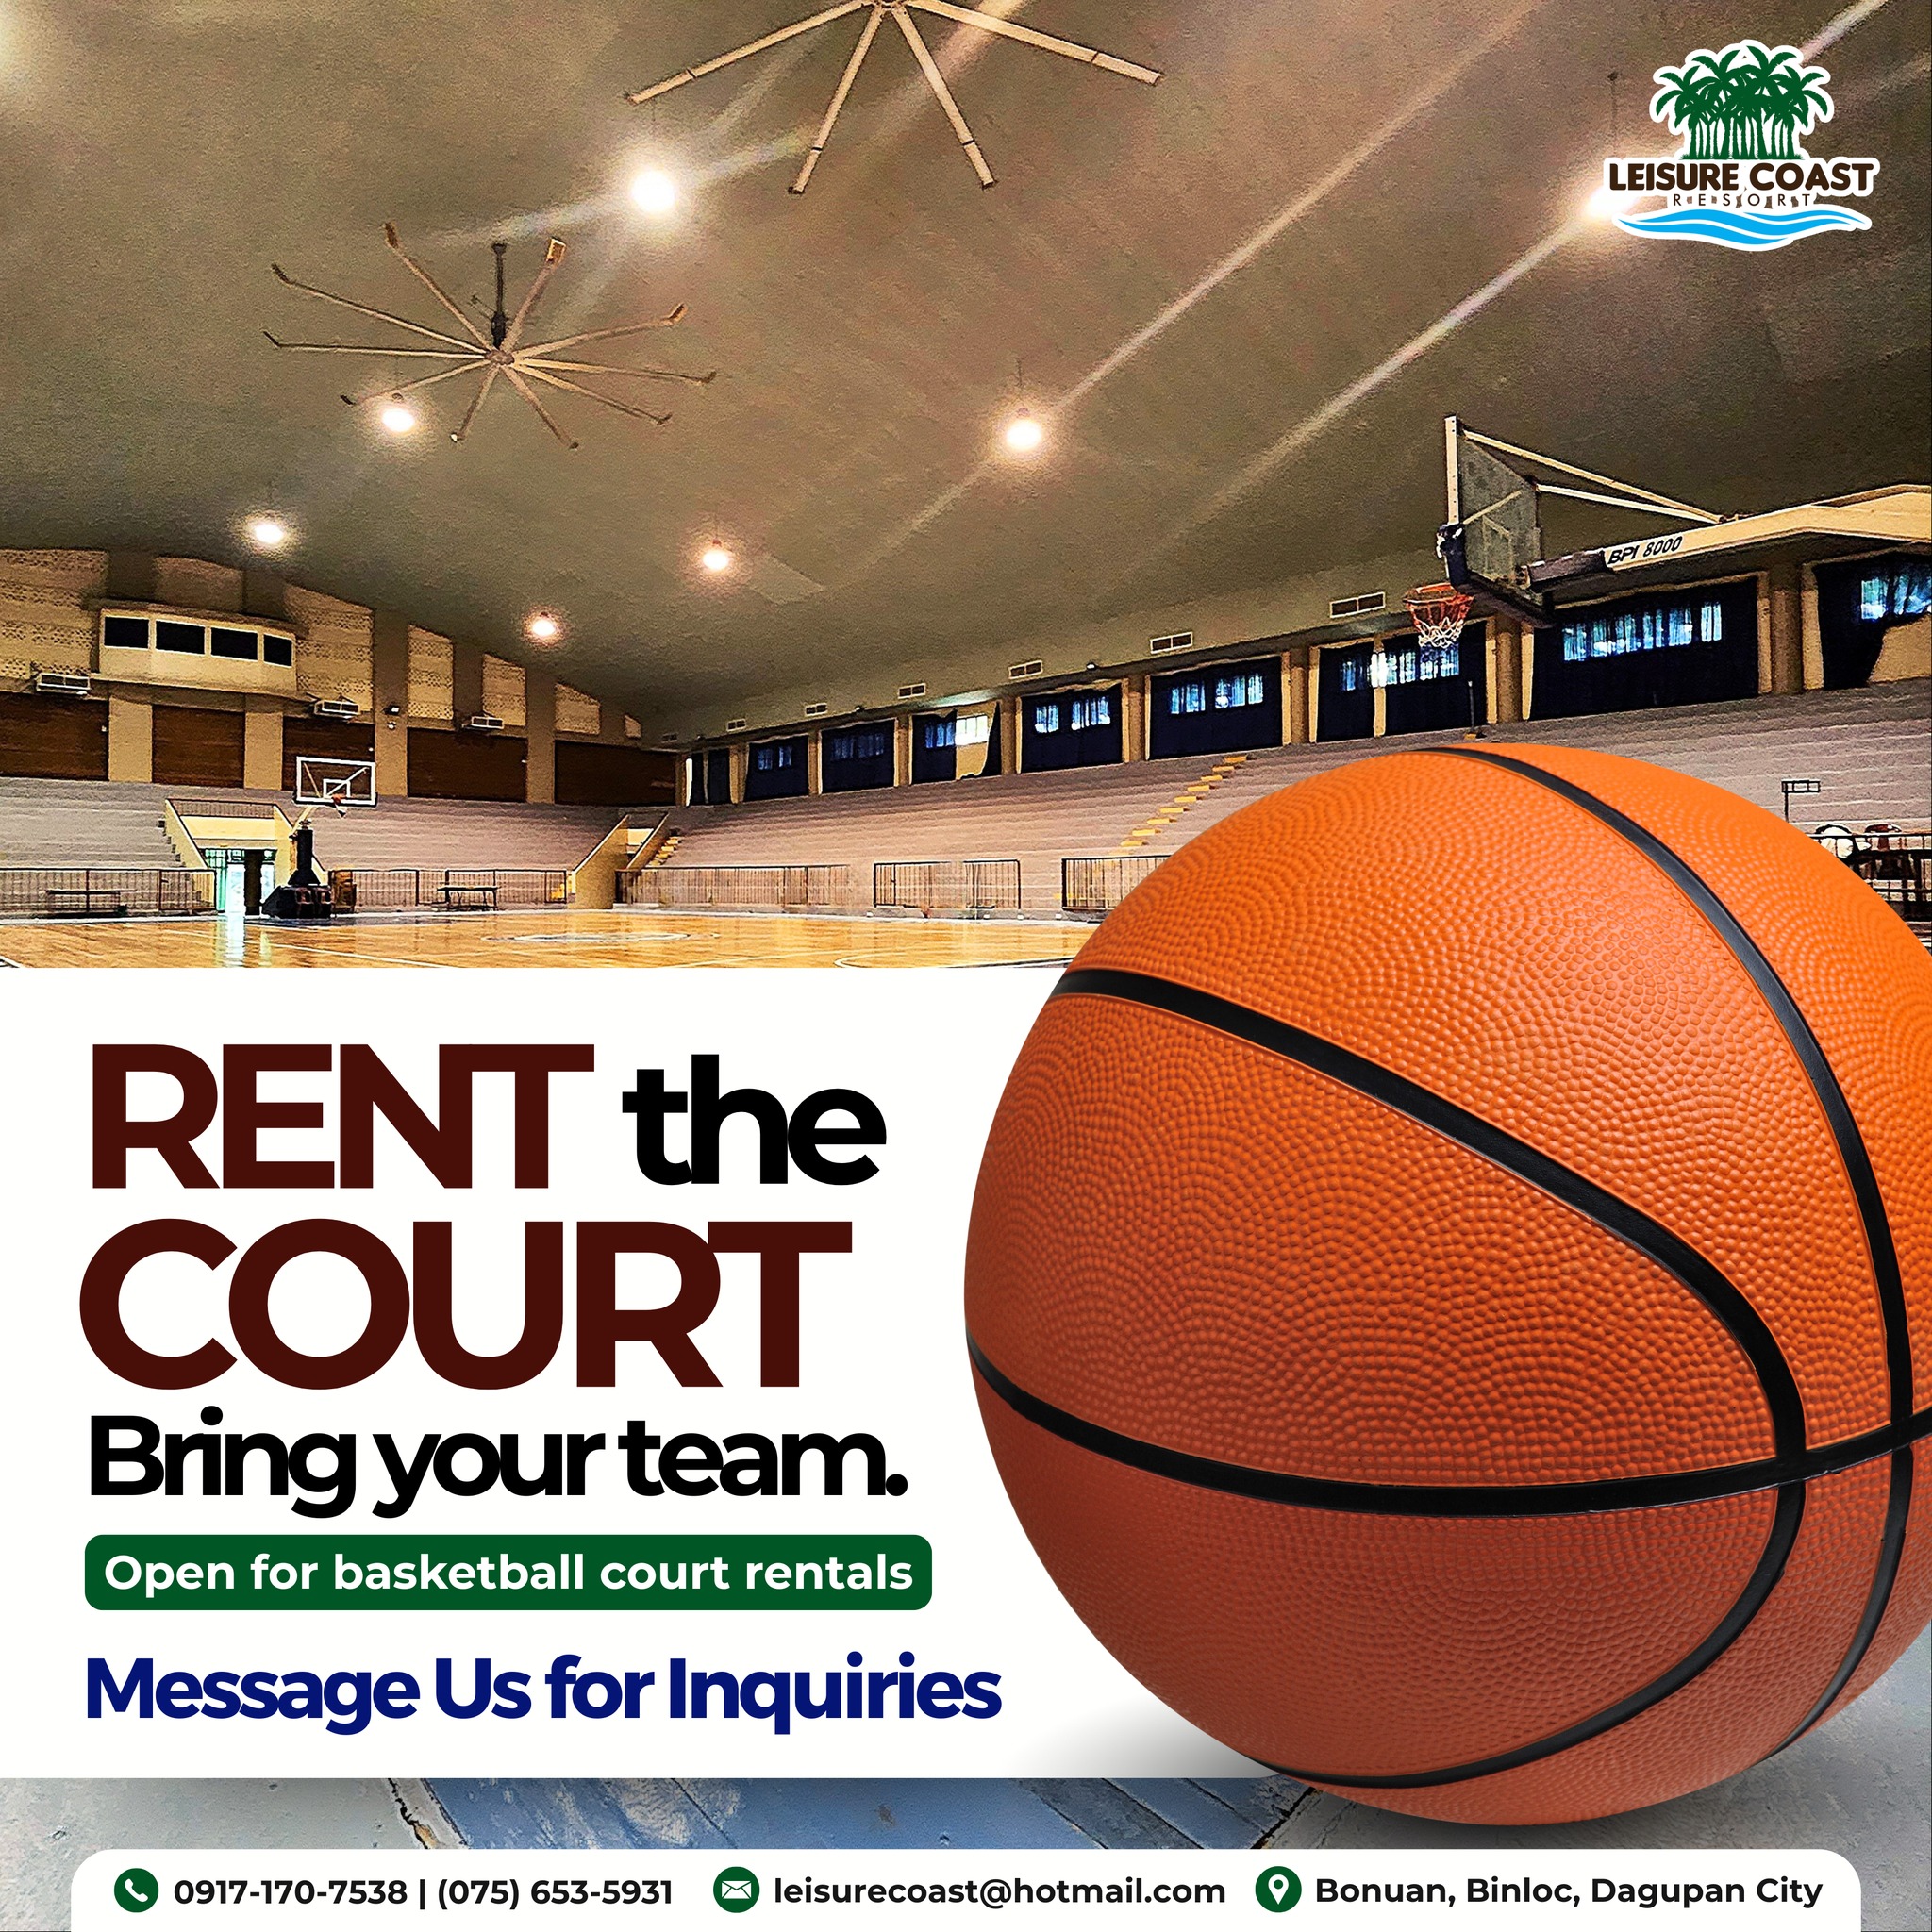 LEISURE COAST
RESORT
BPI 8000
RENT the
COURT
Bring your team.
Open for basketball court rentals
Message Us for Inquiries
0917-170-7538 | (075) 653-5931
leisurecoast@hotmail.com
Bonuan, Binloc, Dagupan City